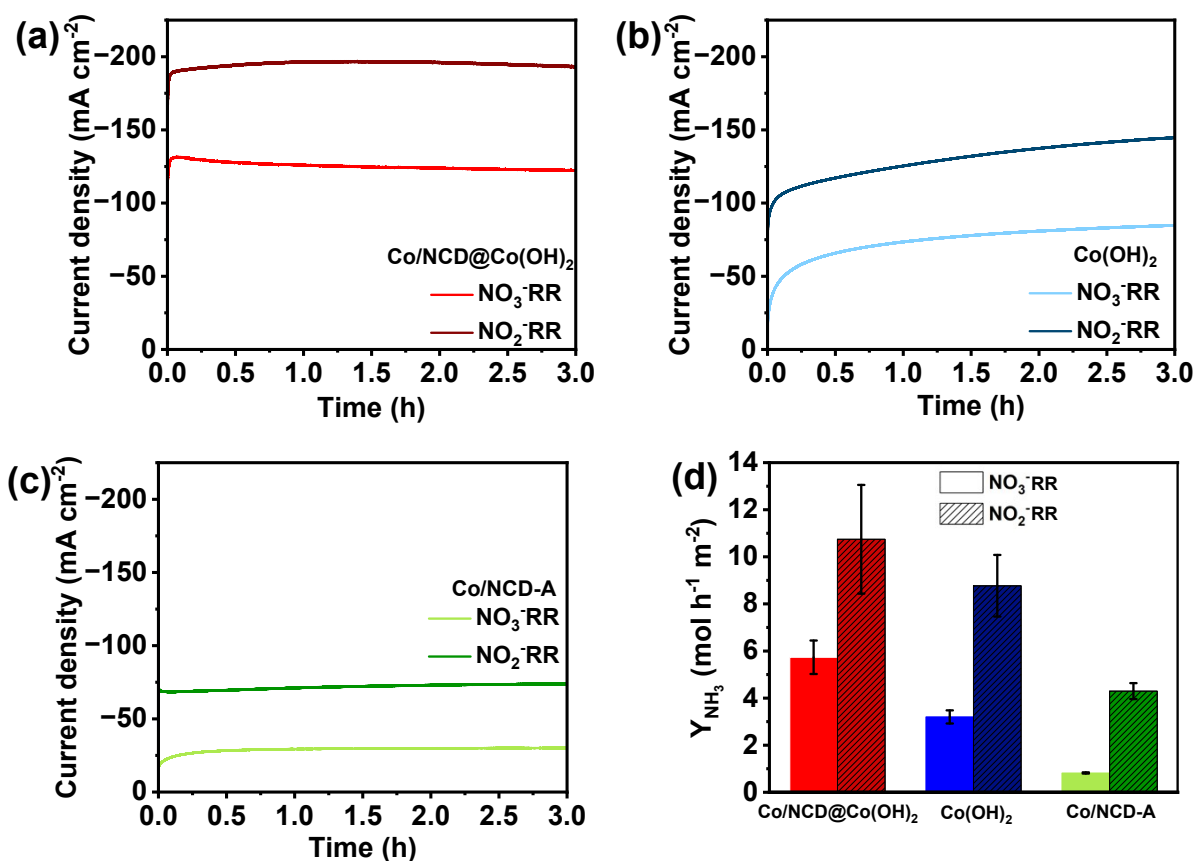 (a)
Current density (mA cm⁻²)
−200
−150
−100
−50
0
Co/NCD@Co(OH)₂
NO₃⁻RR
NO₂⁻RR
0.0 0.5 1.0 1.5 2.0 2.5 3.0
Time (h)
(b)
Current density (mA cm⁻²)
−200
−150
−100
−50
0
Co(OH)₂
NO₃⁻RR
NO₂⁻RR
0.0 0.5 1.0 1.5 2.0 2.5 3.0
Time (h)
(c)
Current density (mA cm⁻²)
−200
−150
−100
−50
0
Co/NCD-A
NO₃⁻RR
NO₂⁻RR
0.0 0.5 1.0 1.5 2.0 2.5 3.0
Time (h)
(d)
Y_NH₃ (mol h⁻¹ m⁻²)
14
12
10
8
6
4
2
0
NO₃⁻RR
NO₂⁻RR
Co/NCD@Co(OH)₂ Co(OH)₂ Co/NCD-A